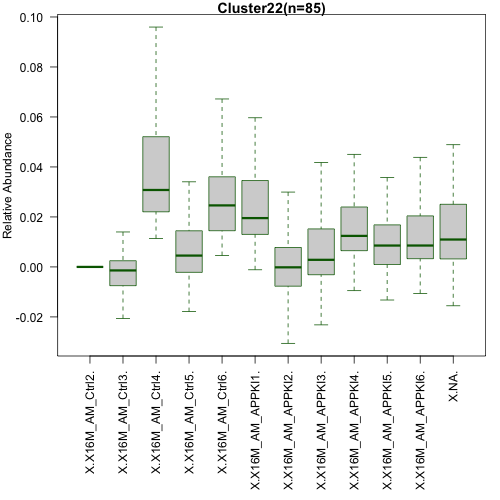 Cluster22(n=85)
Relative Abundance
0.10
0.08
0.06
0.04
0.02
0.00
-0.02
X.X16M_AM_Ctrl2.
X.X16M_AM_Ctrl3.
X.X16M_AM_Ctrl4.
X.X16M_AM_Ctrl5.
X.X16M_AM_Ctrl6.
X.X16M_AM_APPKI1.
X.X16M_AM_APPKI2.
X.X16M_AM_APPKI3.
X.X16M_AM_APPKI4.
X.X16M_AM_APPKI5.
X.X16M_AM_APPKI6.
X.NA.